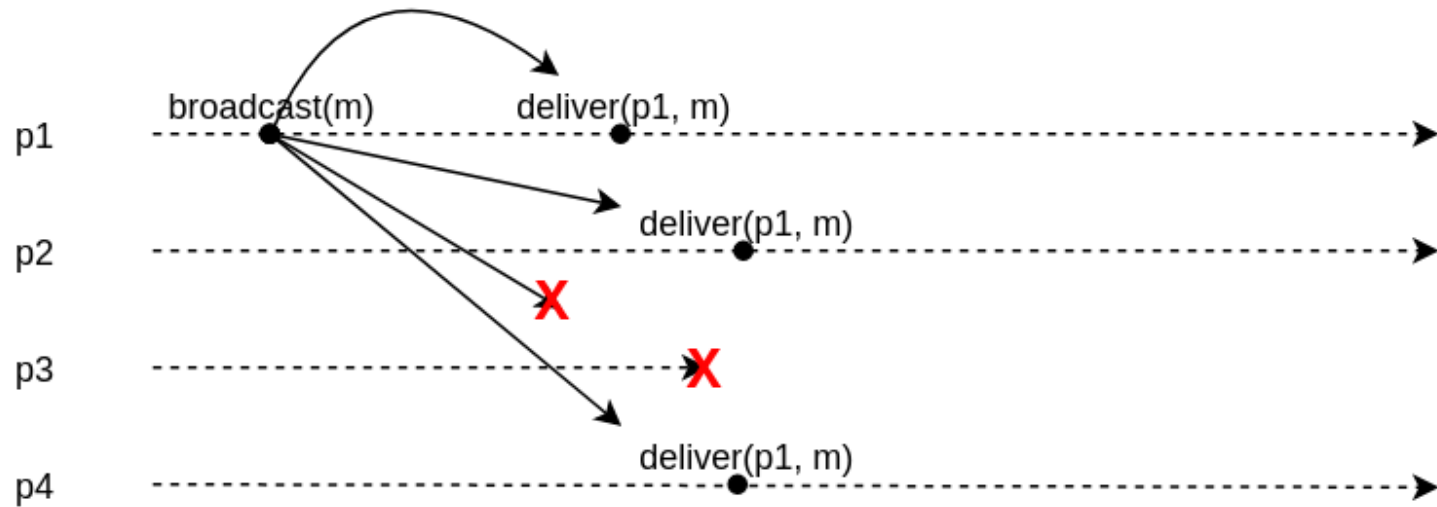 broadcast(m)
deliver(p1, m)
p1
deliver(p1, m)
p2
X
p3
X
deliver(p1, m)
p4